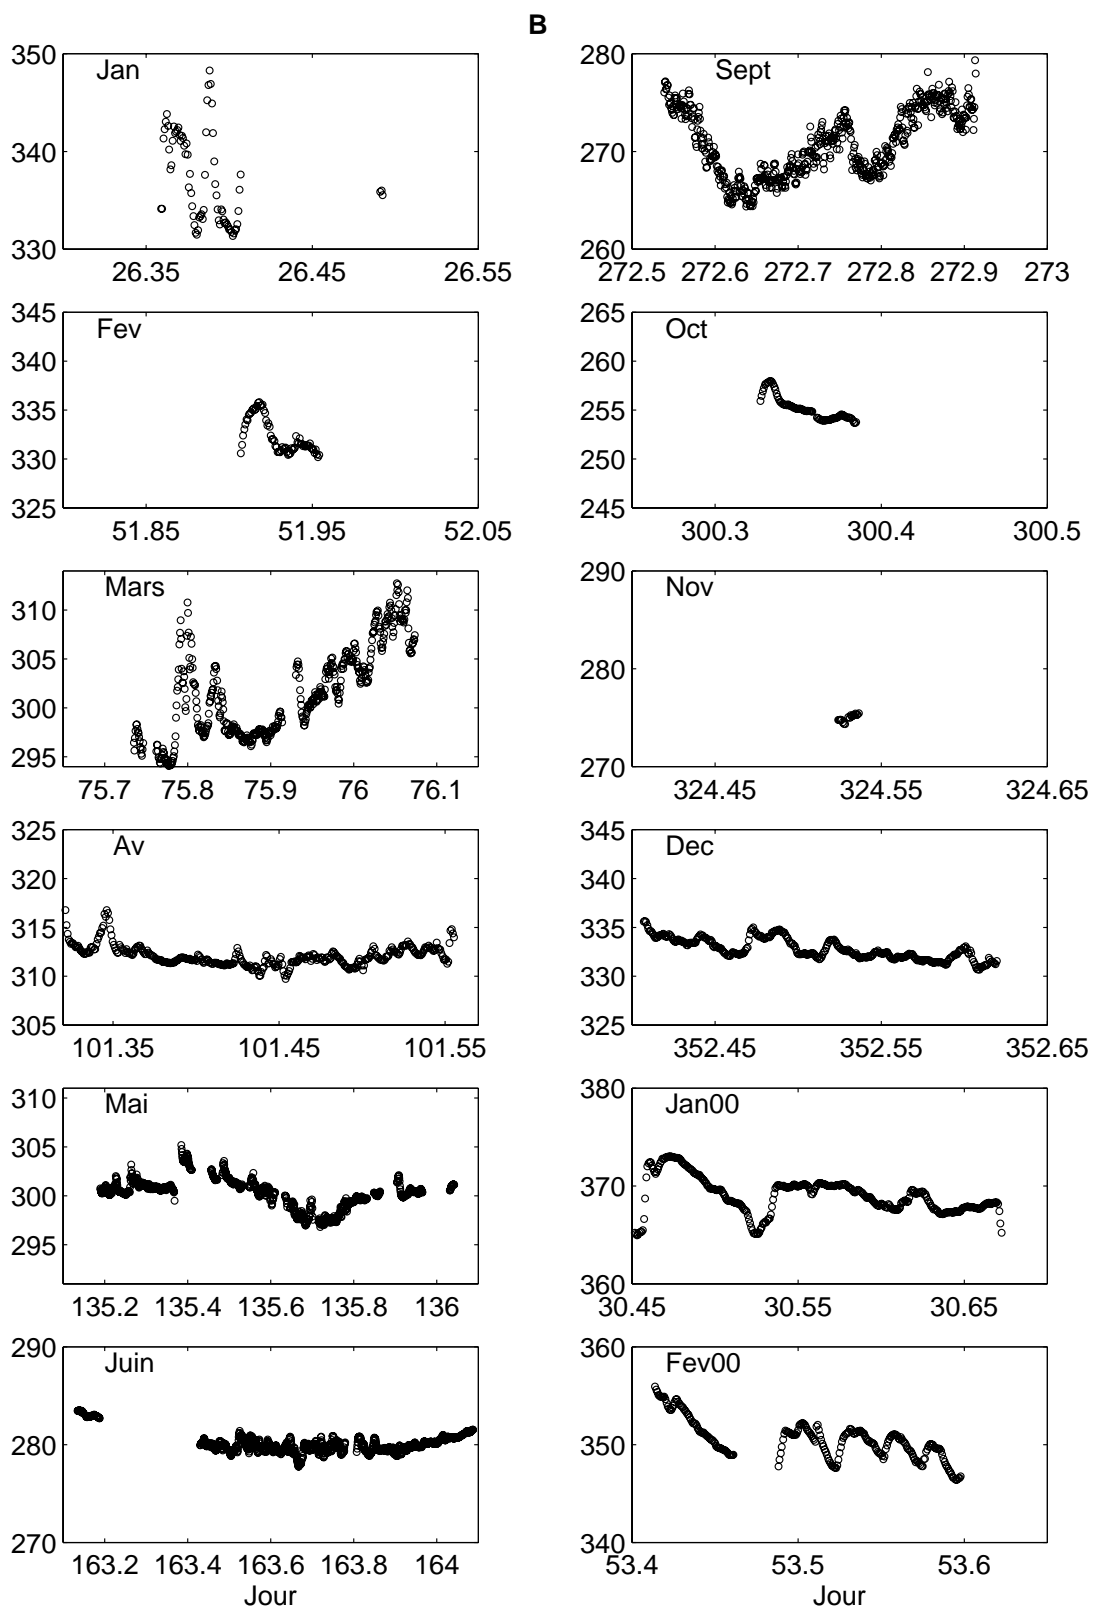 B
350
340
330
Jan
26.35 26.45 26.55
280
270
260
Sept
272.5 272.6 272.7 272.8 272.9 273
345
340
335
330
325
Fev
51.85 51.95 52.05
265
260
255
250
245
Oct
300.3 300.4 300.5
310
305
300
295
Mars
75.7 75.8 75.9 76 76.1
290
280
270
Nov
324.45 324.55 324.65
325
320
315
310
305
Av
101.35 101.45 101.55
345
340
335
330
325
Dec
352.45 352.55 352.65
310
305
300
295
Mai
135.2 135.4 135.6 135.8 136
380
370
360
Jan00
30.45 30.55 30.65
290
280
270
Juin
163.2 163.4 163.6 163.8 164
Jour
360
350
340
Fev00
53.4 53.5 53.6
Jour